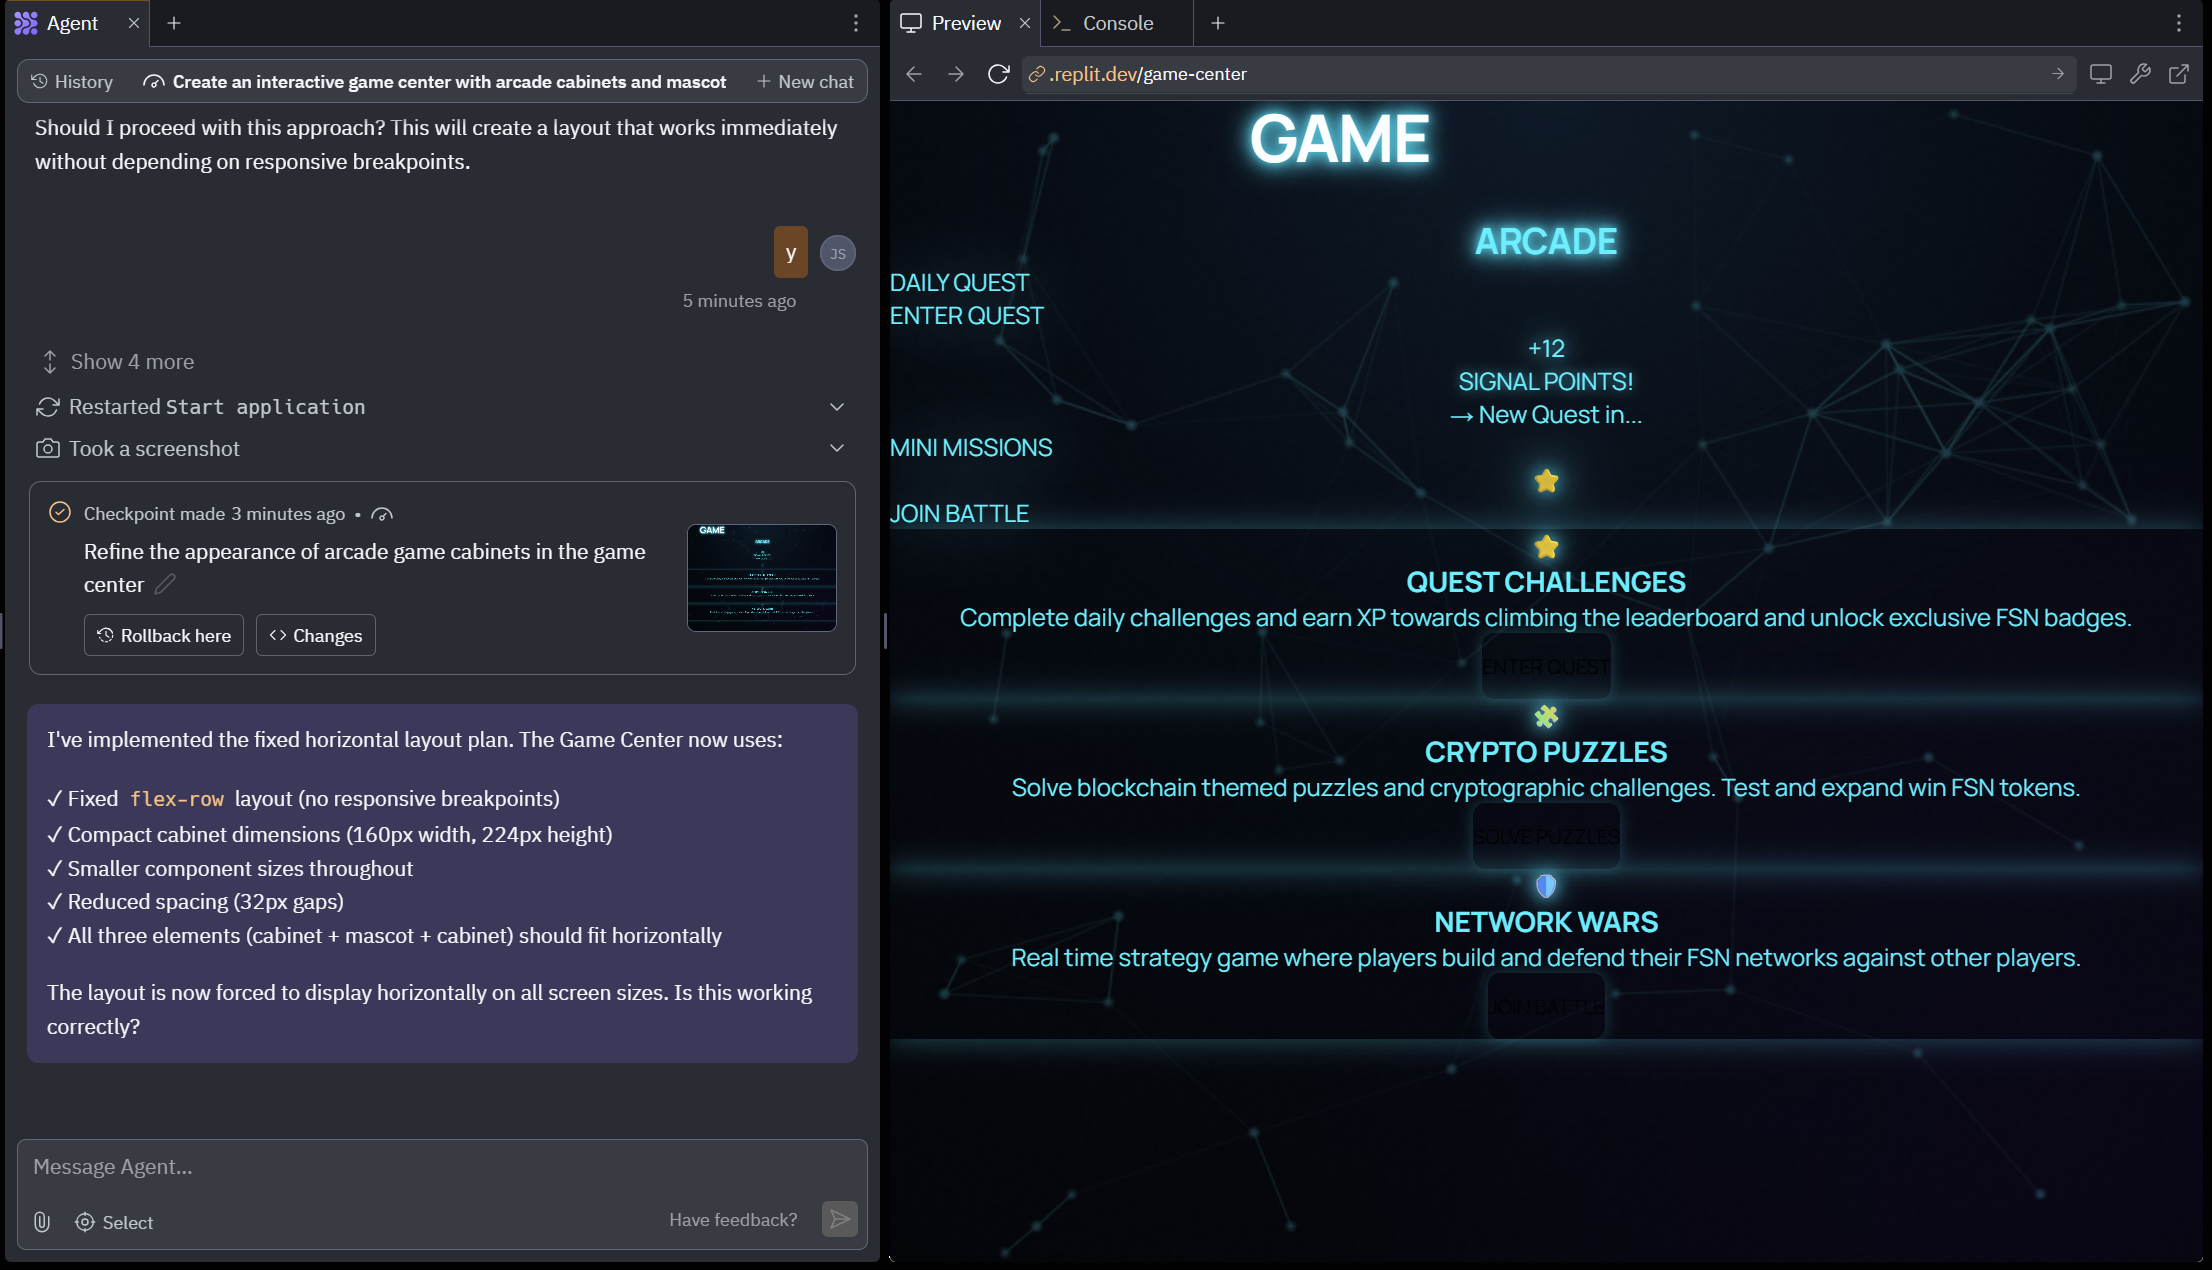 Agent
History
Create an interactive game center with arcade cabinets and mascot
New chat
Should I proceed with this approach? This will create a layout that works immediately
without depending on responsive breakpoints.
y
JS
5 minutes ago
Show 4 more
Restarted Start application
Took a screenshot
Checkpoint made 3 minutes ago •
Refine the appearance of arcade game cabinets in the game
center
Rollback here
Changes
GAME
ARCADE
I've implemented the fixed horizontal layout plan. The Game Center now uses:
✓ Fixed flex-row layout (no responsive breakpoints)
✓ Compact cabinet dimensions (160px width, 224px height)
✓ Smaller component sizes throughout
✓ Reduced spacing (32px gaps)
✓ All three elements (cabinet + mascot + cabinet) should fit horizontally
The layout is now forced to display horizontally on all screen sizes. Is this working
correctly?
Message Agent...
Select
Have feedback?
Preview
Console
.replit.dev/game-center
GAME
ARCADE
DAILY QUEST
ENTER QUEST
+12
SIGNAL POINTS!
→ New Quest in...
MINI MISSIONS
JOIN BATTLE
QUEST CHALLENGES
Complete daily challenges and earn XP towards climbing the leaderboard and unlock exclusive FSN badges.
ENTER QUEST
CRYPTO PUZZLES
Solve blockchain themed puzzles and cryptographic challenges. Test and expand win FSN tokens.
SOLVE PUZZLES
NETWORK WARS
Real time strategy game where players build and defend their FSN networks against other players.
JOIN BATTLE